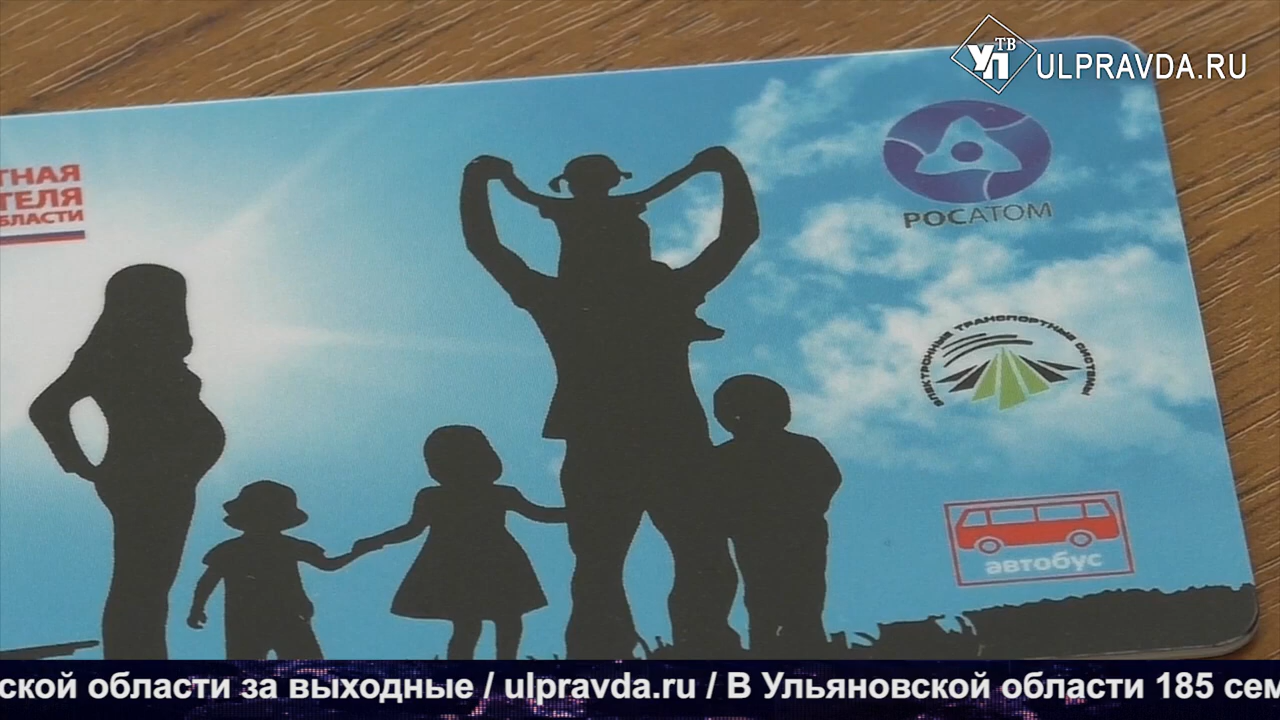 УП ТВ ULPRAVDA.RU
ТНАЯ
ТЕЛЯ
БЛАСТИ
РОСАТОМ
ЭЛЕКТРОННЫЕ ТРАНСПОРТНЫЕ СИСТЕМЫ
автобус
ской области за выходные / ulpravda.ru / В Ульяновской области 185 сем